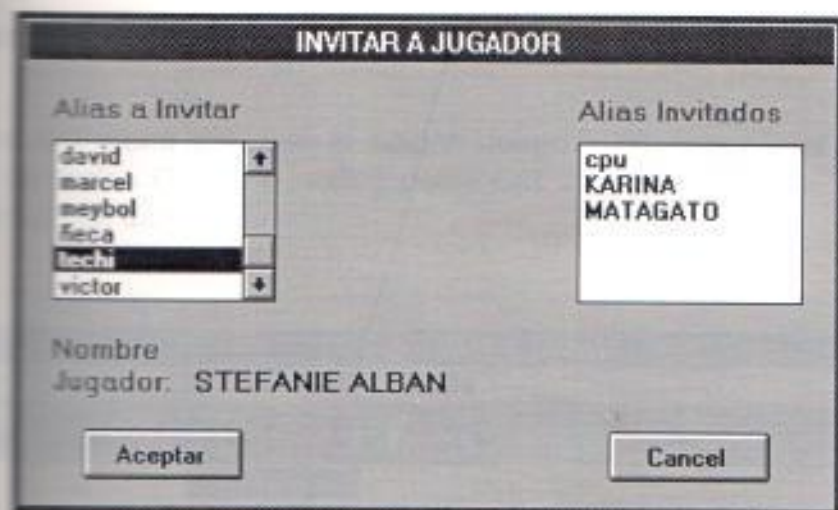 INVITAR A JUGADOR
Alias a Invitar
david
marcel
meybol
ñeca
techi
victor
Alias Invitados
cpu
KARINA
MATAGATO
Nombre
Jugador: STEFANIE ALBAN
Aceptar
Cancel